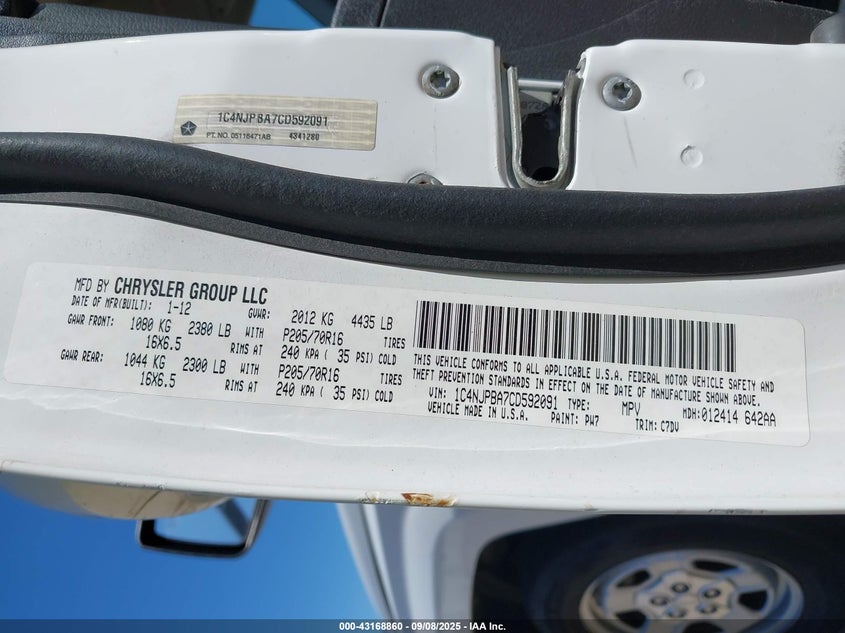 1C4NJPBA7CD592091
PT. NO. 05116471AB 4341280
MFD BY CHRYSLER GROUP LLC
DATE OF MFR(BUILT): 1-12 GVWR: 2012 KG 4435 LB
GAWR FRONT: 1080 KG 2380 LB WITH P205/70R16 TIRES
16X6.5 RIMS AT 240 KPA ( 35 PSI) COLD
GAWR REAR: 1044 KG 2300 LB WITH P205/70R16 TIRES
16X6.5 RIMS AT 240 KPA ( 35 PSI) COLD
THIS VEHICLE CONFORMS TO ALL APPLICABLE U.S.A. FEDERAL MOTOR VEHICLE SAFETY AND
THEFT PREVENTION STANDARDS IN EFFECT ON THE DATE OF MANUFACTURE SHOWN ABOVE.
VIN: 1C4NJPBA7CD592091 TYPE: MPV MDH: 012414 642AA
VEHICLE MADE IN U.S.A. PAINT: PW7 TRIM: C7DV
000-43168860 - 09/08/2025 - IAA Inc.